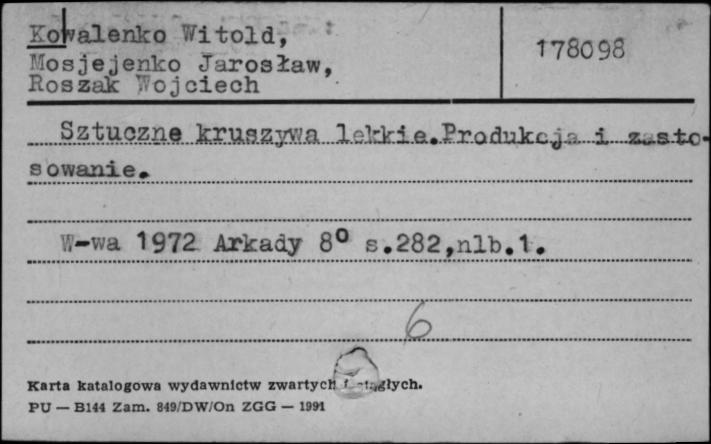 Kowalenko Witold,
178098
Mosjejenko Jarosław,
Roszak Wojciech
Sztuczne kruszywa lekkie.Produkcja i zasto-
sowanie.
W-wa 1972 Arkady 8° s.282,nlb.1.
6
Karta katalogowa wydawnictw zwartych i ciągłych.
PU — B144 Zam. 849/DW/On ZGG — 1991